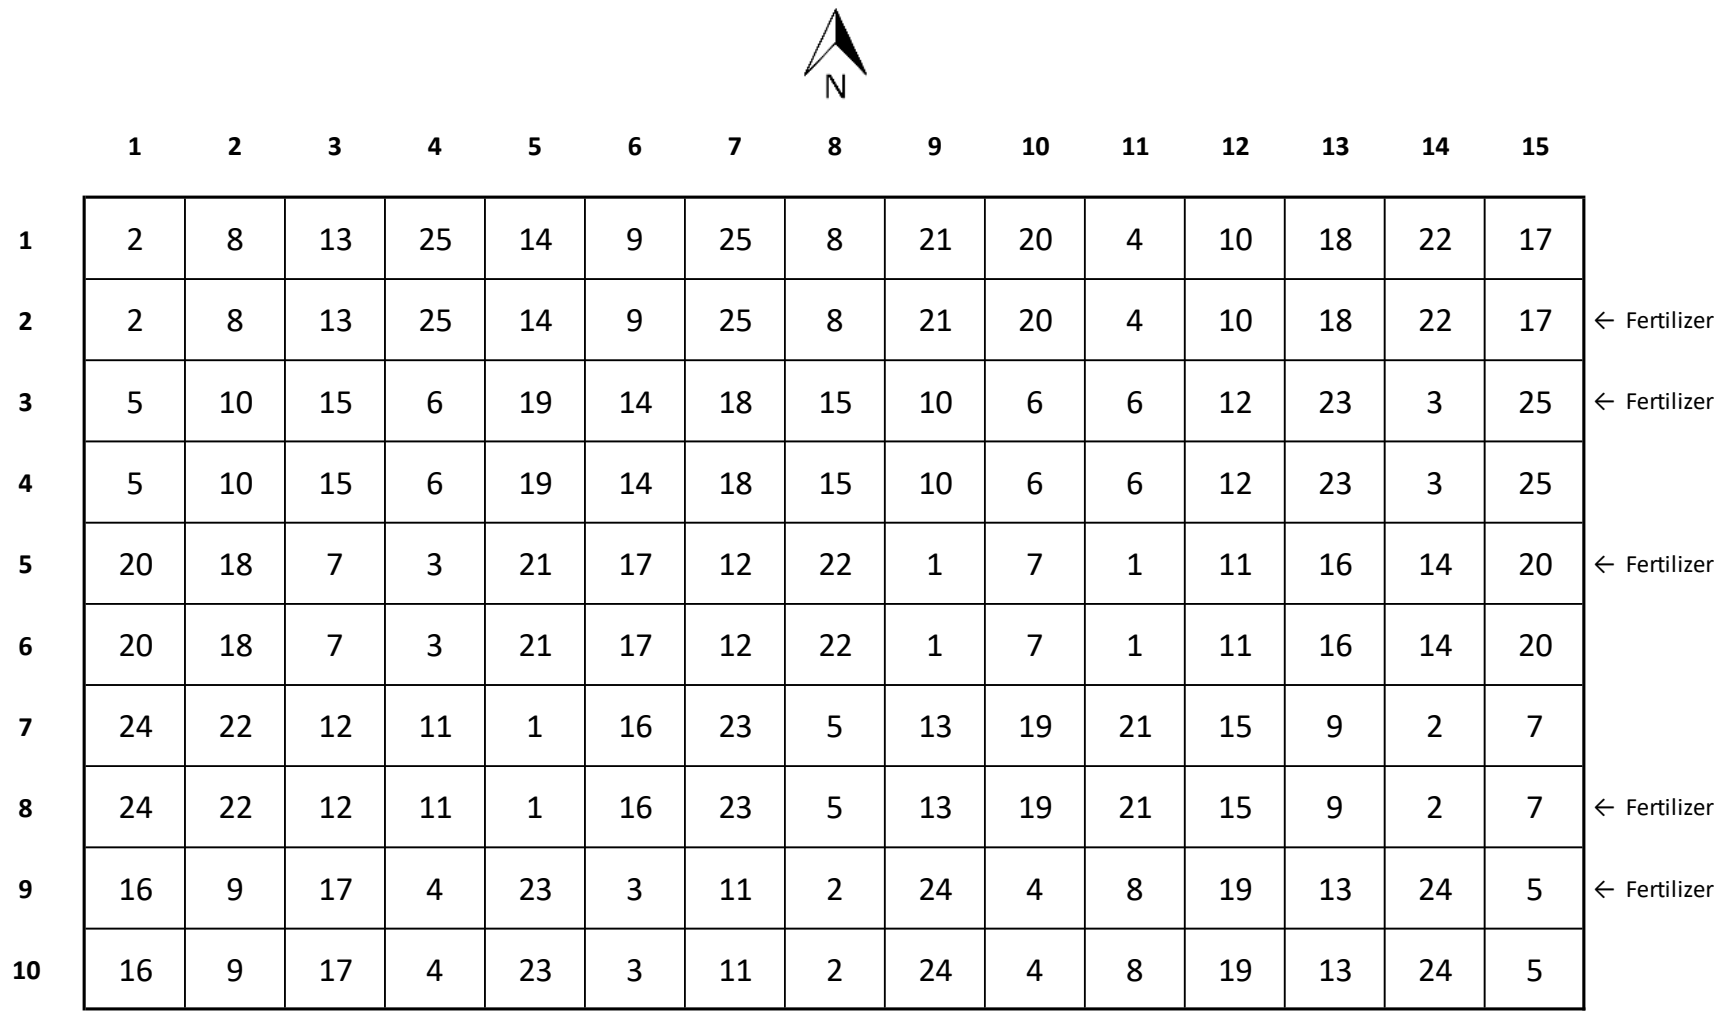 N
1 2 3 4 5 6 7 8 9 10 11 12 13 14 15
1 2 8 13 25 14 9 25 8 21 20 4 10 18 22 17
2 2 8 13 25 14 9 25 8 21 20 4 10 18 22 17 ← Fertilizer
3 5 10 15 6 19 14 18 15 10 6 6 12 23 3 25 ← Fertilizer
4 5 10 15 6 19 14 18 15 10 6 6 12 23 3 25
5 20 18 7 3 21 17 12 22 1 7 1 11 16 14 20 ← Fertilizer
6 20 18 7 3 21 17 12 22 1 7 1 11 16 14 20
7 24 22 12 11 1 16 23 5 13 19 21 15 9 2 7
8 24 22 12 11 1 16 23 5 13 19 21 15 9 2 7 ← Fertilizer
9 16 9 17 4 23 3 11 2 24 4 8 19 13 24 5 ← Fertilizer
10 16 9 17 4 23 3 11 2 24 4 8 19 13 24 5